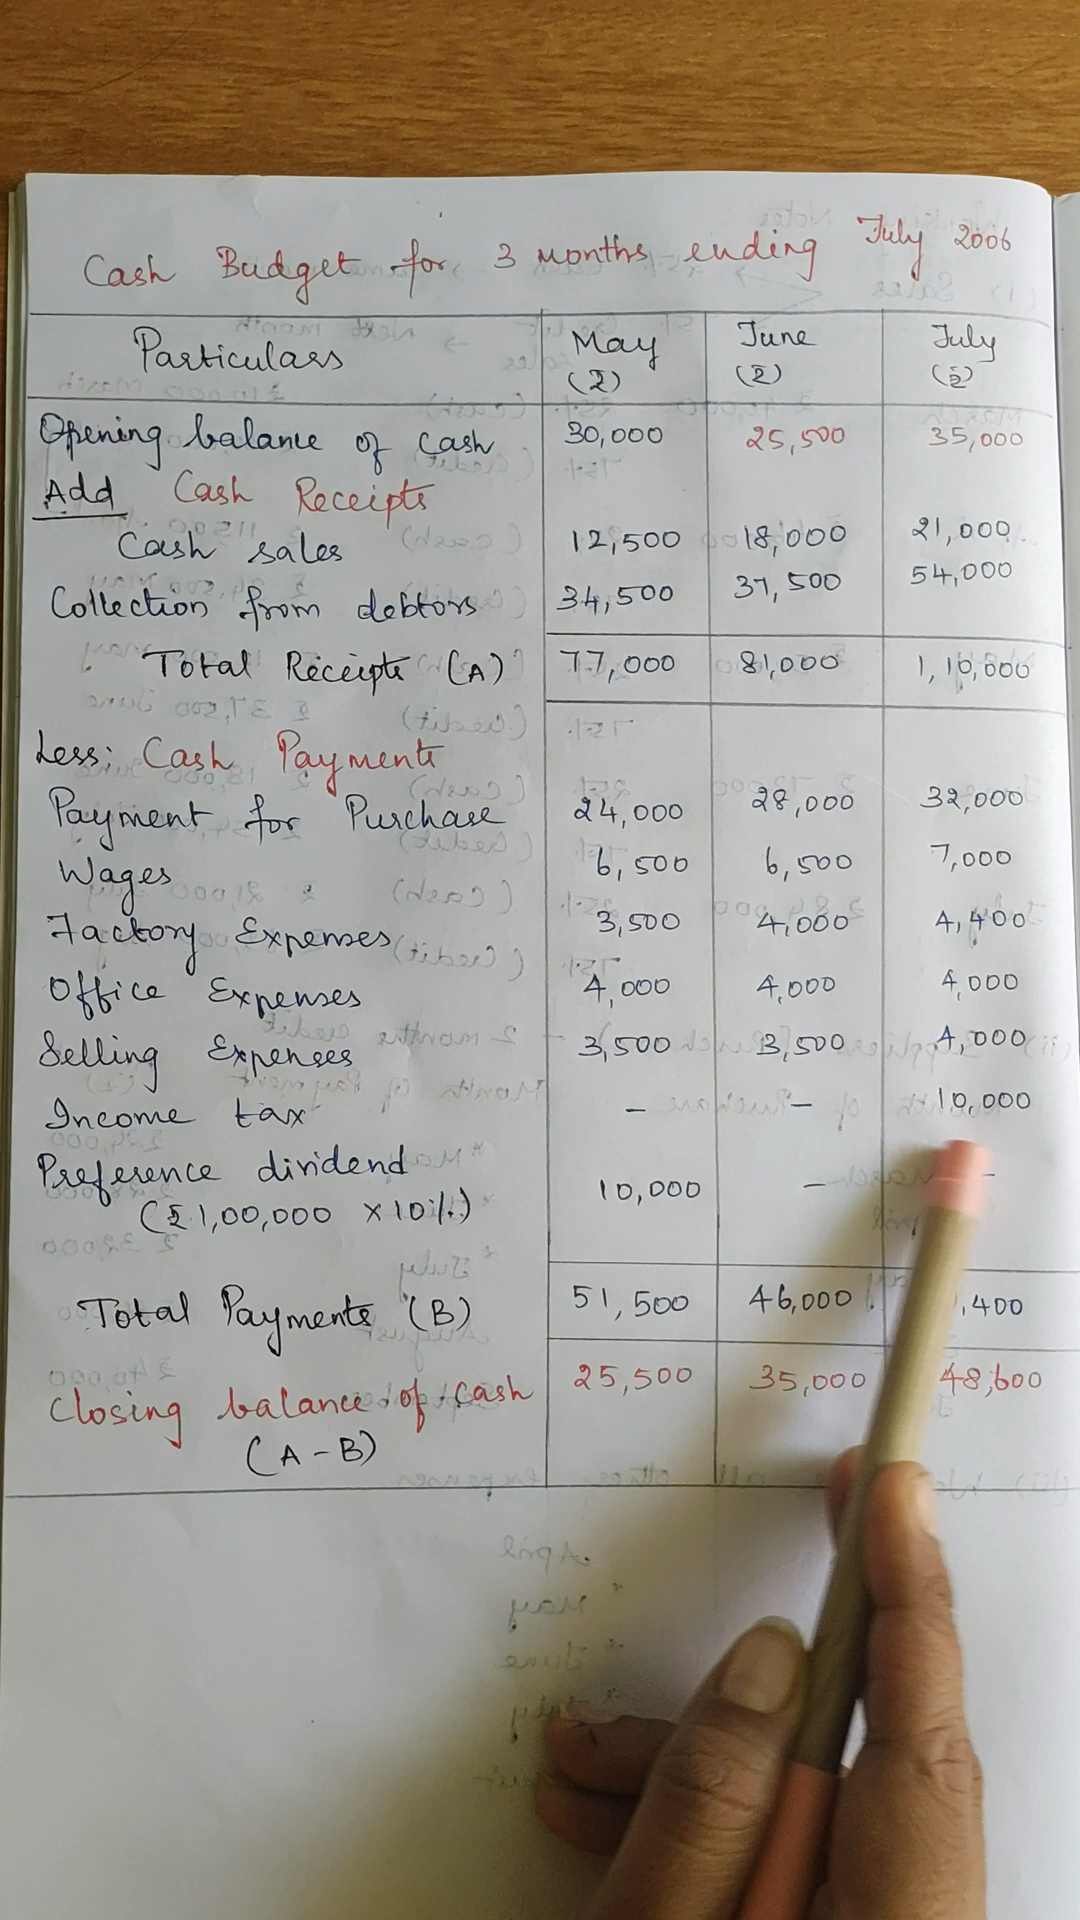 Cash Budget for 3 months ending July 2006
Particulars May (₹) June (₹) July (₹)
Opening balance of cash 30,000 25,500 35,000
Add Cash Receipts
Cash sales 12,500 18,000 21,000
Collection from debtors 34,500 37,500 54,000
Total Receipts (A) 77,000 81,000 1,10,000
Less: Cash Payments
Payment for Purchase 24,000 28,000 32,000
Wages 6,500 6,500 7,000
Factory Expenses 3,500 4,000 4,400
Office Expenses 4,000 4,000 4,000
Selling Expenses 3,500 3,500 4,000
Income tax - - 10,000
Preference dividend
(₹ 1,00,000 x 10%) 10,000 - -
Total Payments (B) 51,500 46,000 ,400
Closing balance of cash 25,500 35,000 48,600
(A - B)